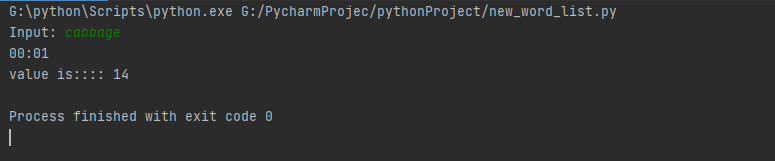 G:\python\Scripts\python.exe G:/PycharmProjec/pythonProject/new_word_list.py
Input: cabbage
00:01
value is:::: 14
Process finished with exit code 0